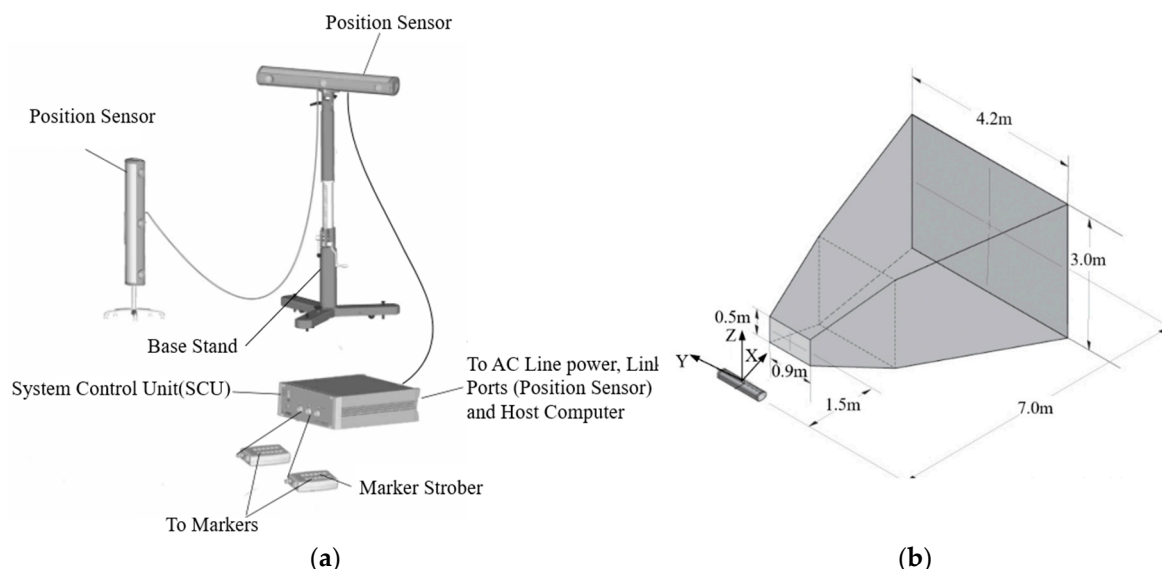 Position Sensor
Position Sensor
Base Stand
System Control Unit(SCU)
To AC Line power, Link
Ports (Position Sensor)
and Host Computer
Marker Strober
To Markers
(a)
4.2m
3.0m
0.5m
Z
X
Y
0.9m
1.5m
7.0m
(b)